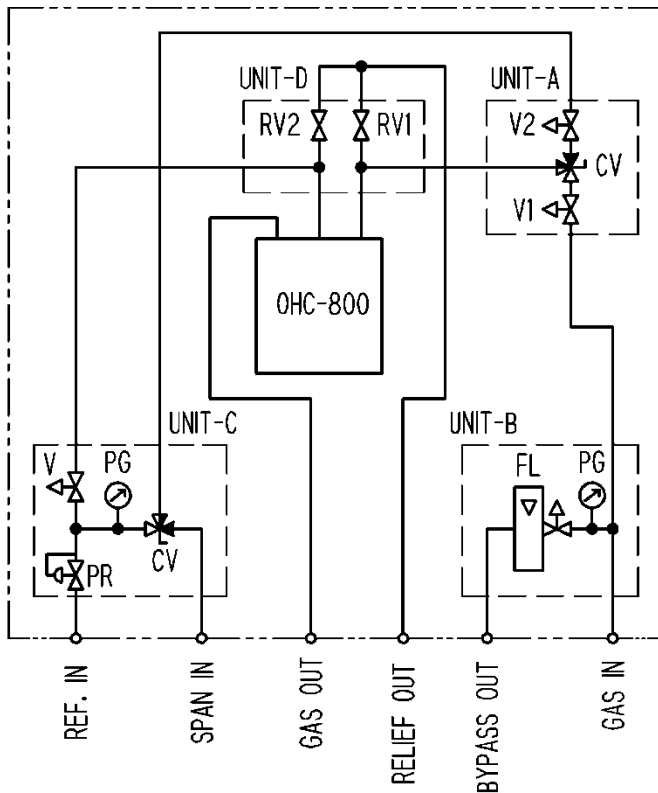 UNIT-D
UNIT-A
RV2
RV1
V2
CV
V1
OHC-800
UNIT-C
UNIT-B
V
PG
FL
PG
CV
PR
REF. IN
SPAN IN
GAS OUT
RELIEF OUT
BYPASS OUT
GAS IN